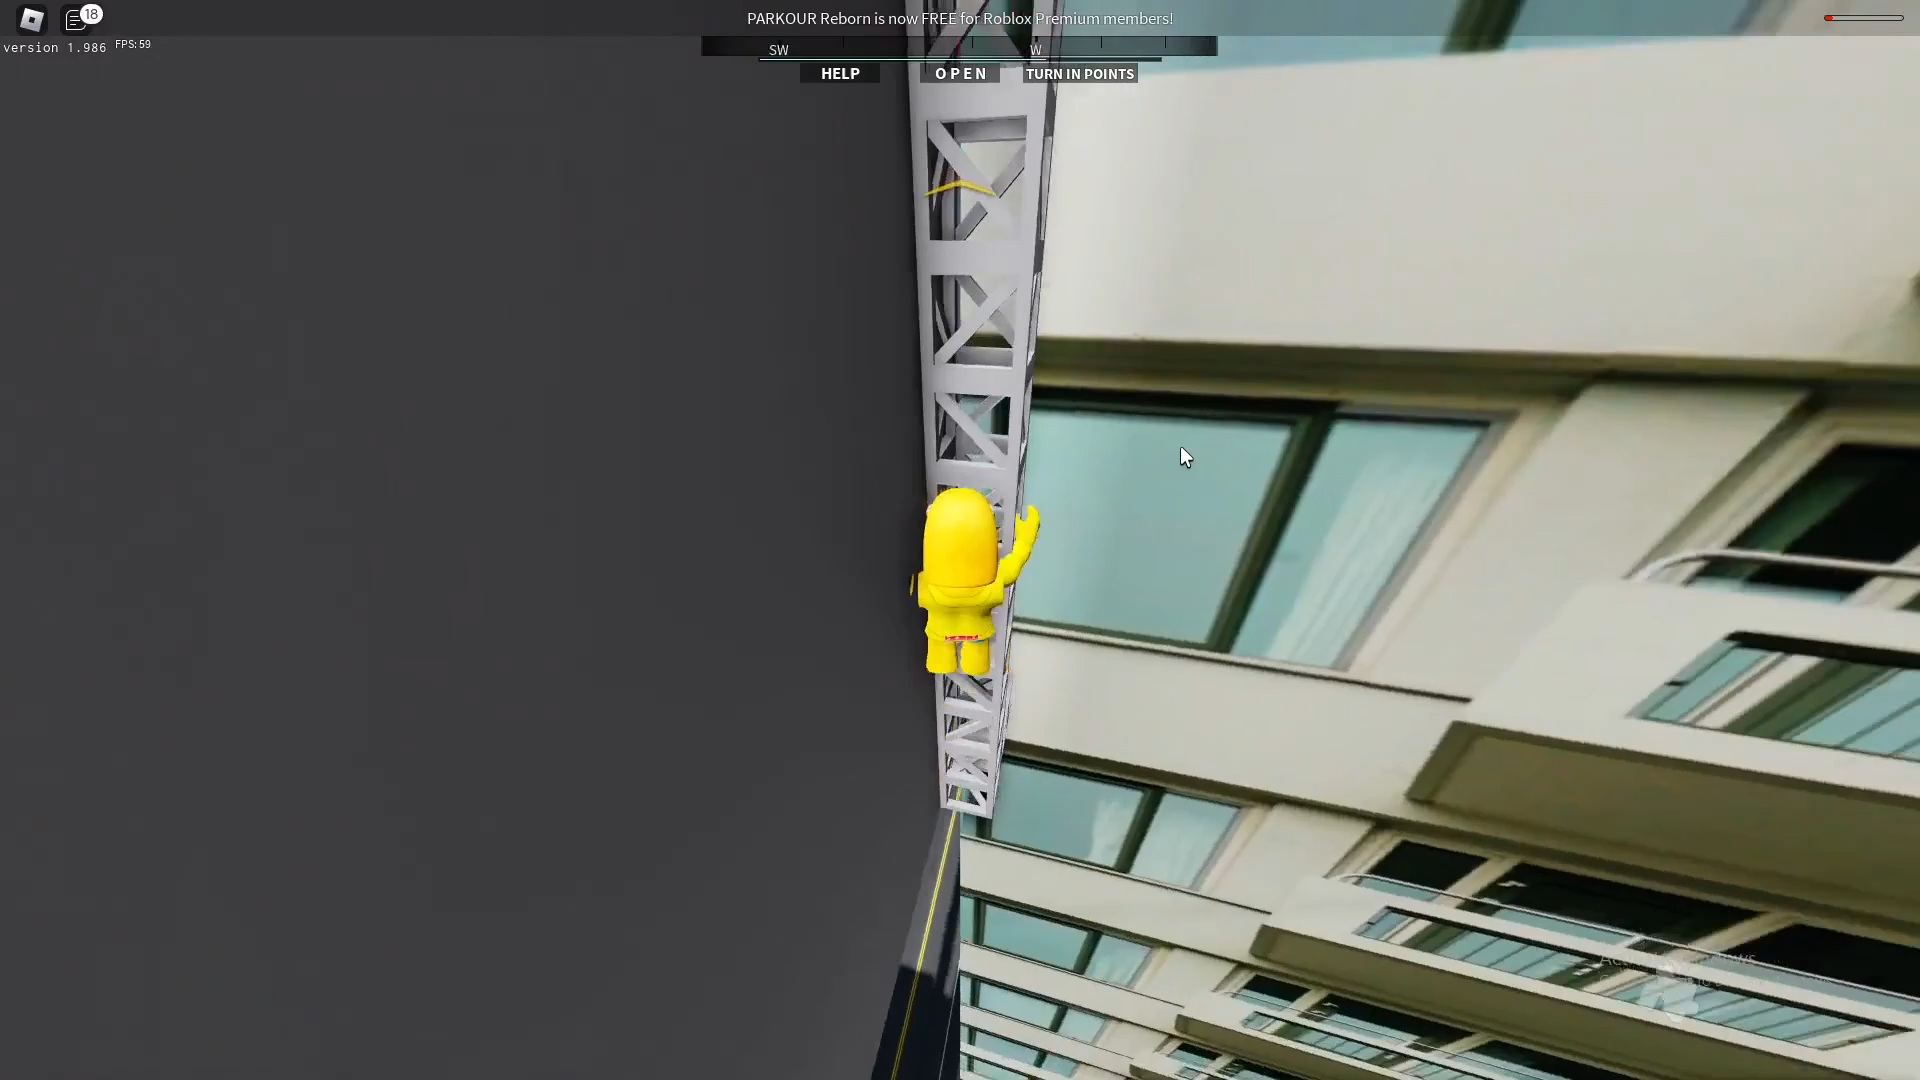 18
PARKOUR Reborn is now FREE for Roblox Premium members!
version 1.986 FPS: 59
SW W
HELP OPEN TURN IN POINTS